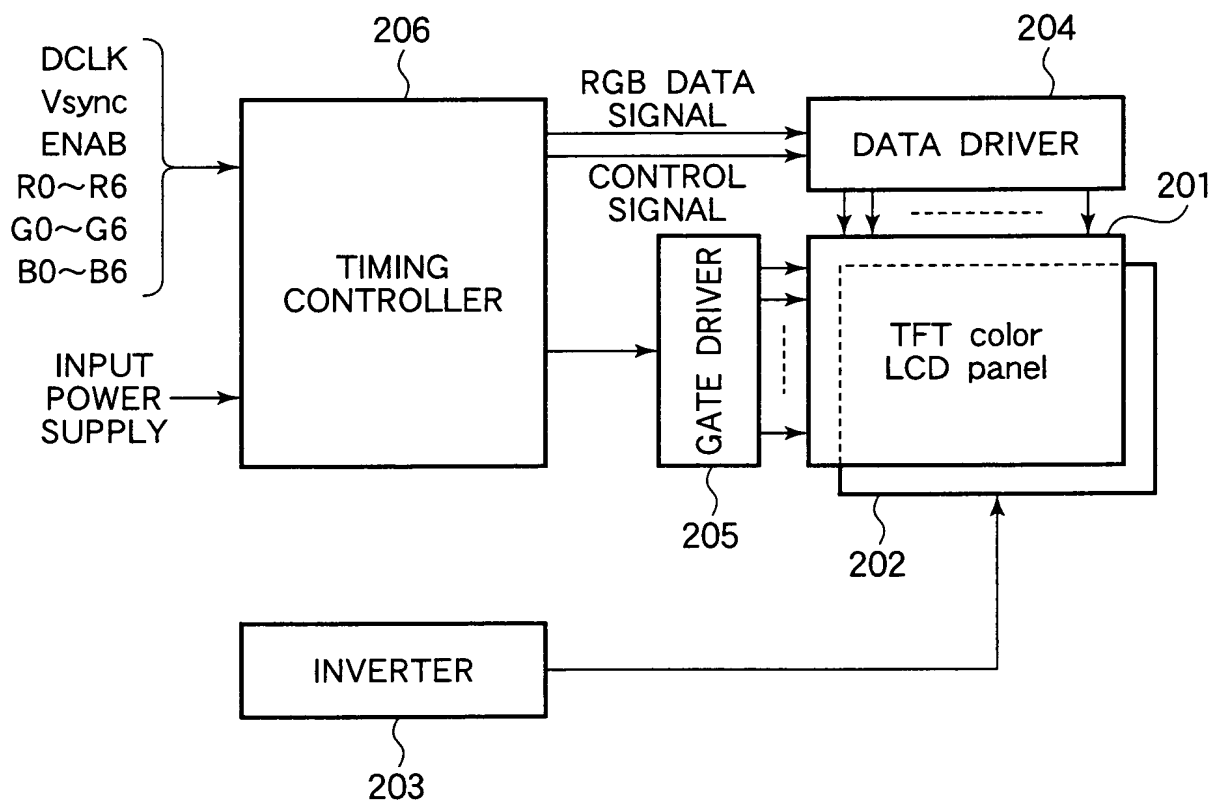 206
204
DCLK
Vsync
ENAB
R0～R6
G0～G6
B0～B6
RGB DATA
SIGNAL
DATA DRIVER
CONTROL
SIGNAL
201
TIMING
CONTROLLER
GATE DRIVER
TFT color
LCD panel
INPUT
POWER
SUPPLY
205
202
INVERTER
203